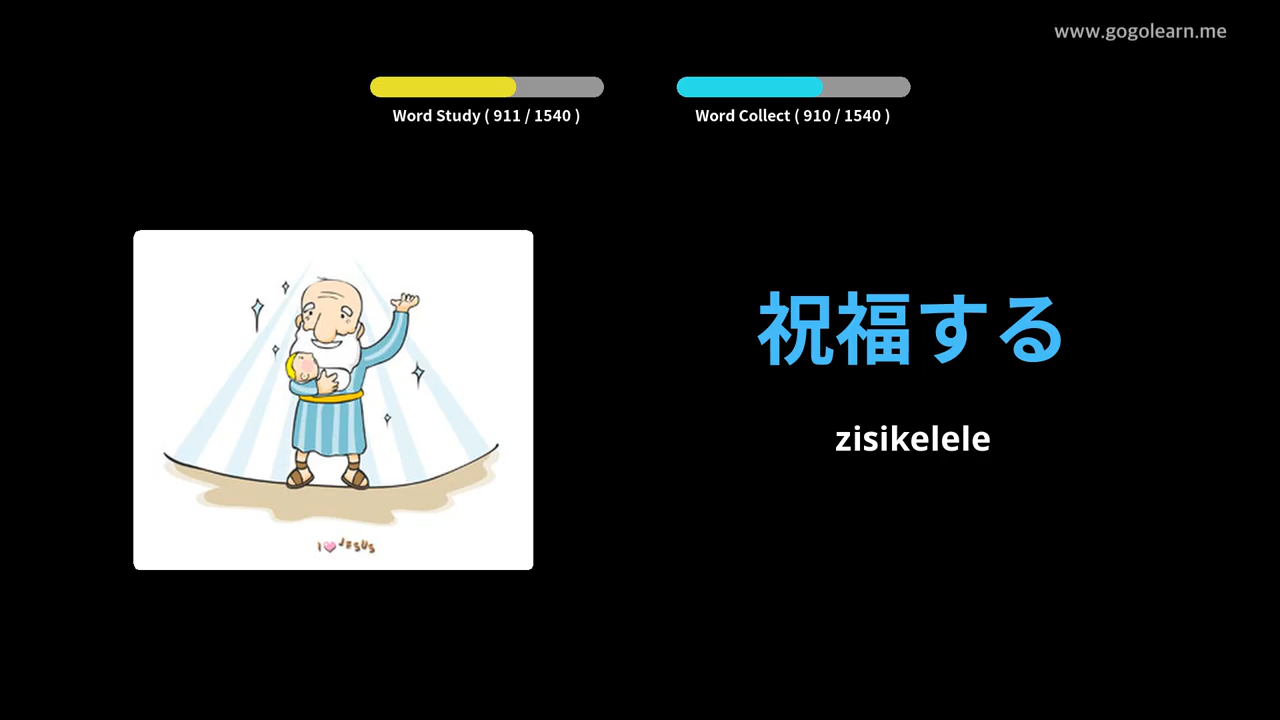 www.gogolearn.me
Word Study ( 911 / 1540 )
Word Collect ( 910 / 1540 )
祝福する
zisikelele
I JESUS